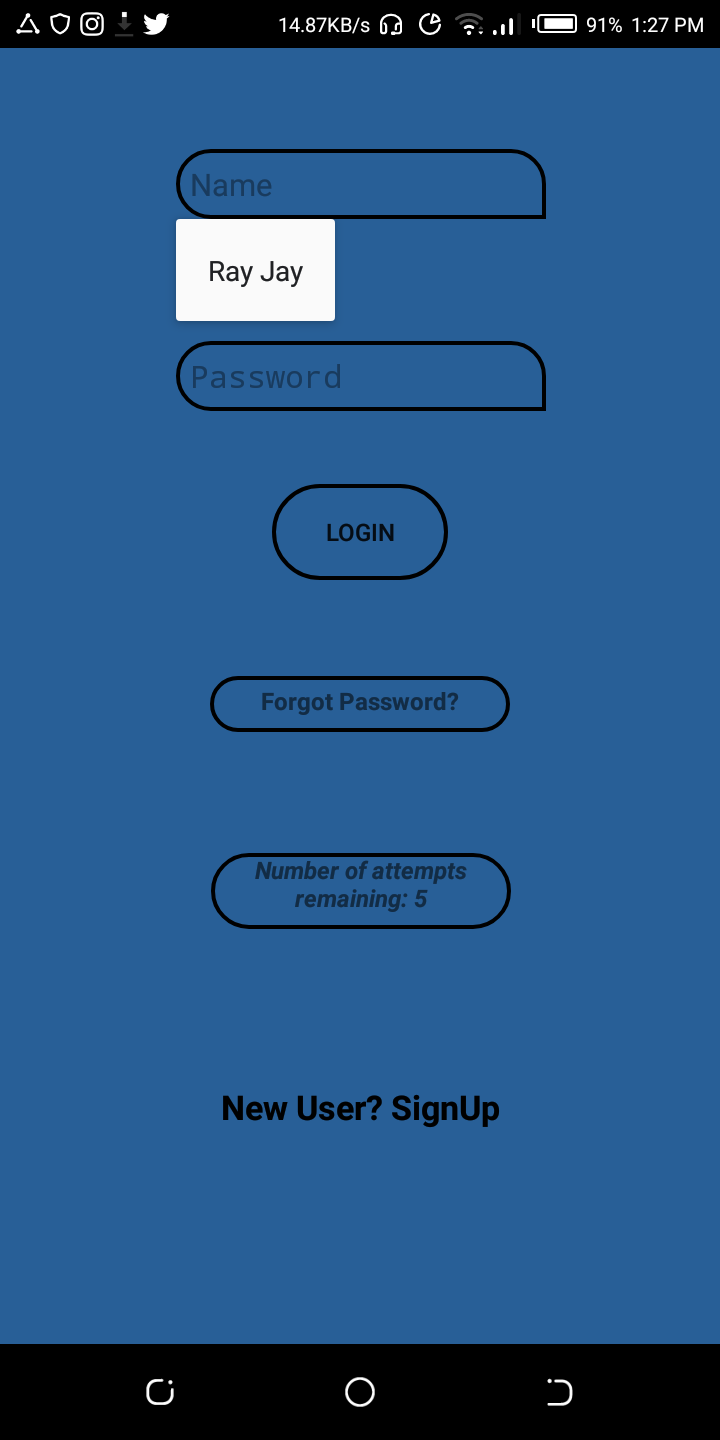 14.87KB/s 91% 1:27 PM
Name
Ray Jay
Password
LOGIN
Forgot Password?
Number of attempts
remaining: 5
New User? SignUp